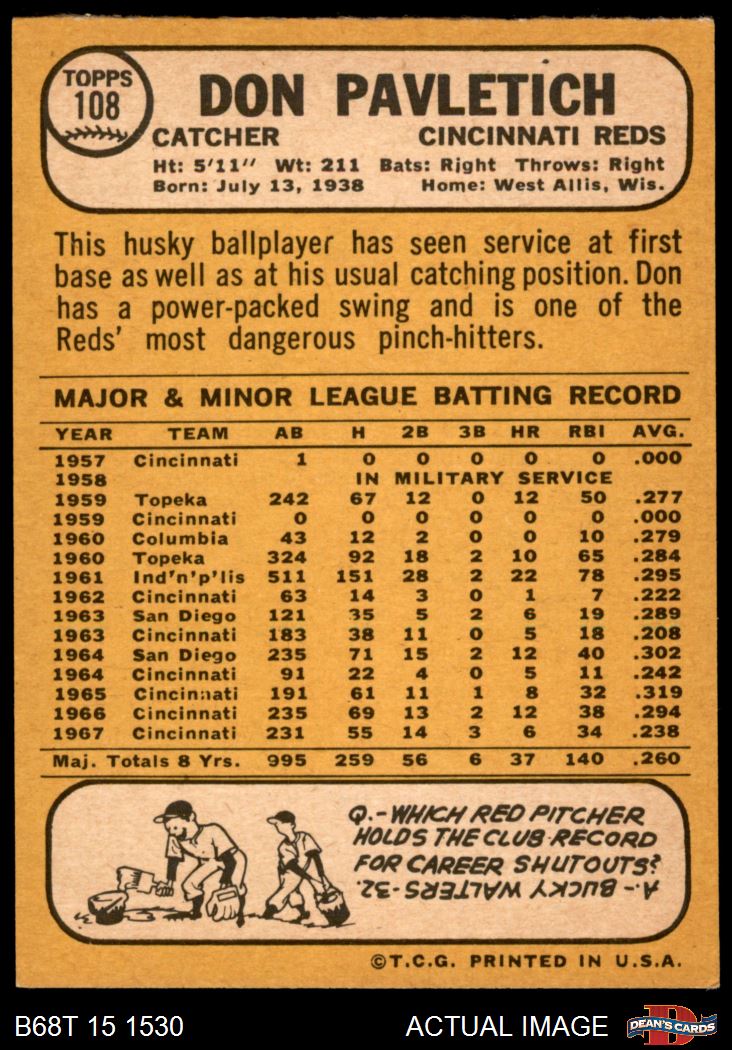 TOPPS
108
DON PAVLETICH
CATCHER CINCINNATI REDS
Ht: 5'11" Wt: 211 Bats: Right Throws: Right
Born: July 13, 1938 Home: West Allis, Wis.
This husky ballplayer has seen service at first
base as well as at his usual catching position. Don
has a power-packed swing and is one of the
Reds' most dangerous pinch-hitters.
MAJOR & MINOR LEAGUE BATTING RECORD
YEAR TEAM AB H 2B 3B HR RBI AVG.
1957 Cincinnati 1 0 0 0 0 0 .000
1958 IN MILITARY SERVICE
1959 Topeka 242 67 12 0 12 50 .277
1959 Cincinnati 0 0 0 0 0 0 .000
1960 Columbia 43 12 2 0 0 10 .279
1960 Topeka 324 92 18 2 10 65 .284
1961 Ind'n'p'lis 511 151 28 2 22 78 .295
1962 Cincinnati 63 14 3 0 1 7 .222
1963 San Diego 121 35 5 2 6 19 .289
1963 Cincinnati 183 38 11 0 5 18 .208
1964 San Diego 235 71 15 2 12 40 .302
1964 Cincinnati 91 22 4 0 5 11 .242
1965 Cincinnati 191 61 11 1 8 32 .319
1966 Cincinnati 235 69 13 2 12 38 .294
1967 Cincinnati 231 55 14 3 6 34 .238
Maj. Totals 8 Yrs. 995 259 56 6 37 140 .260
Q.-WHICH RED PITCHER
HOLDS THE CLUB RECORD
FOR CAREER SHUTOUTS?
A.- BUCKY WALTERS-32.
©T.C.G. PRINTED IN U.S.A.
B68T 15 1530 ACTUAL IMAGE DEAN'S CARDS